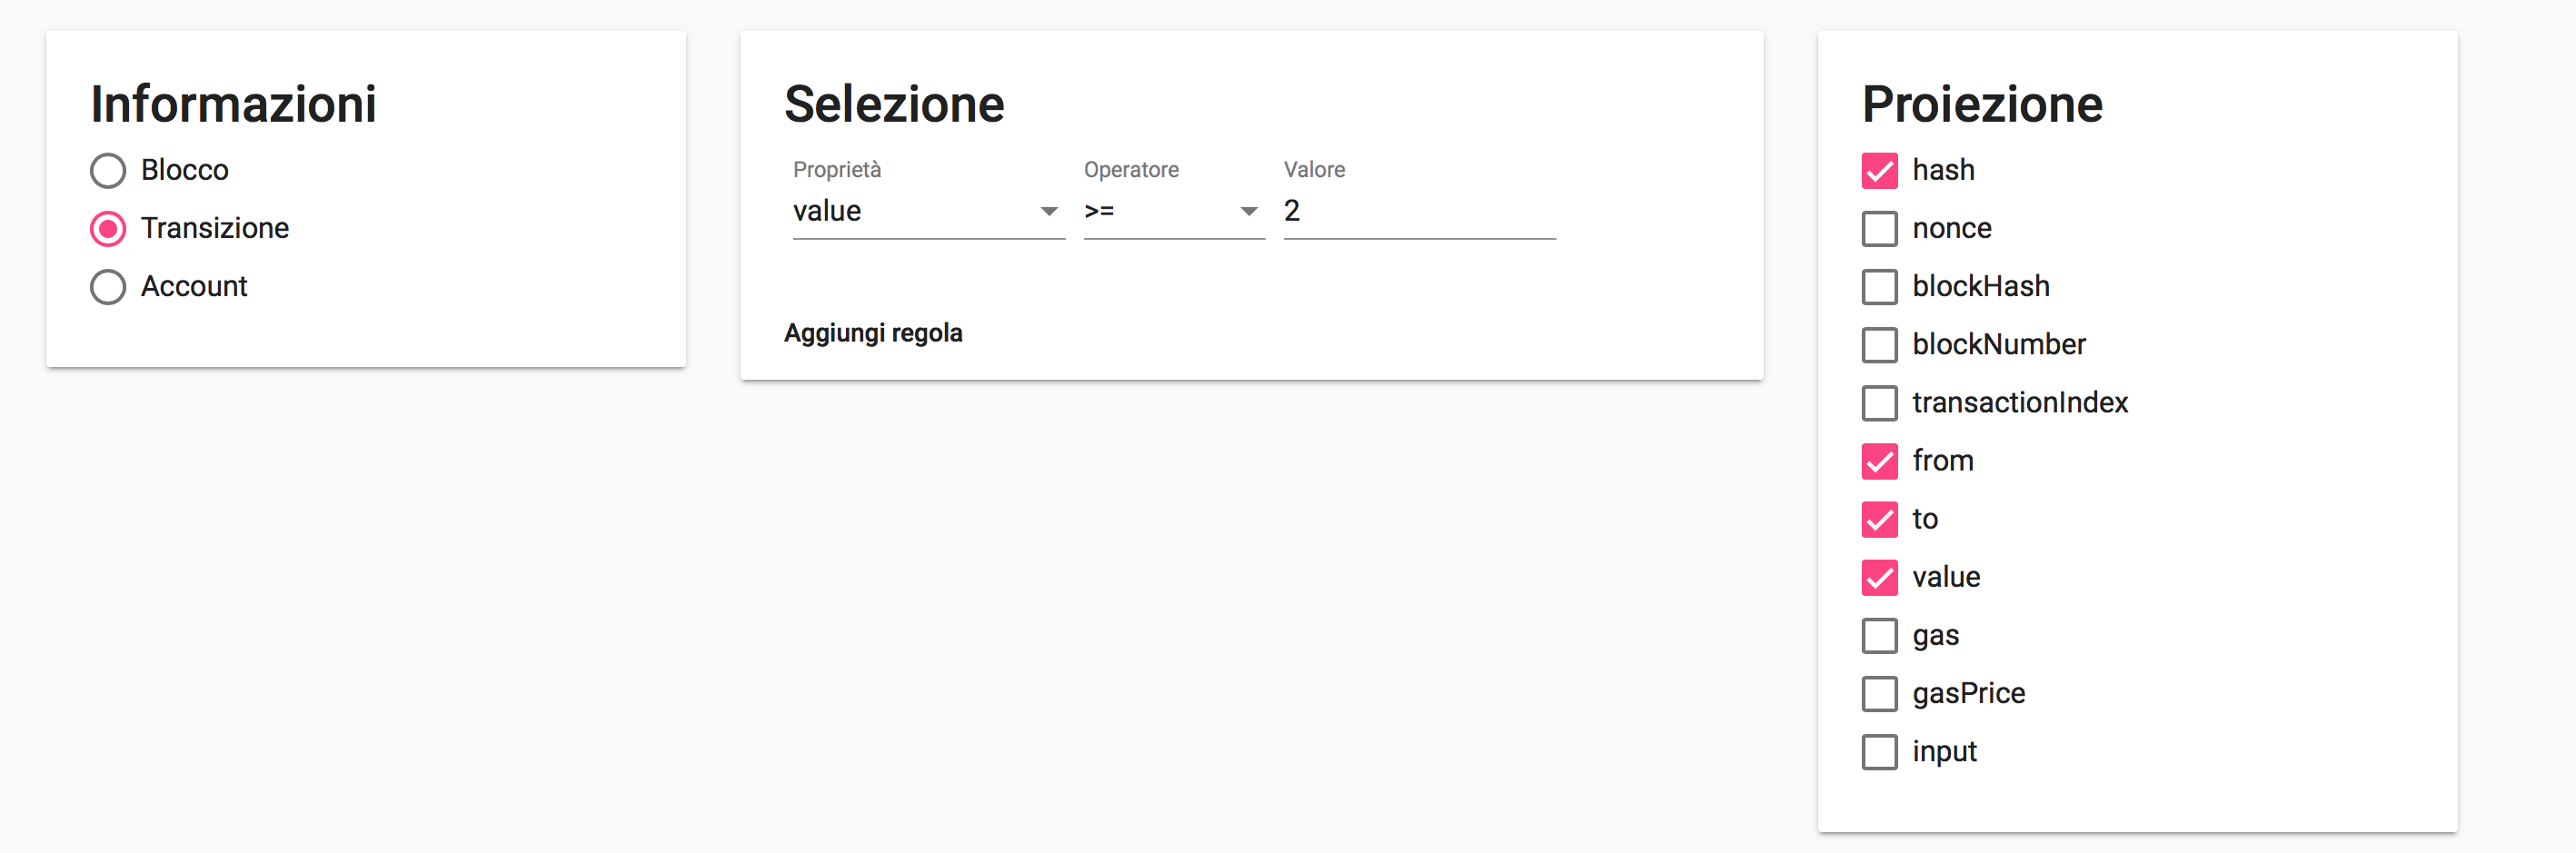 Informazioni
Blocco
Transizione
Account
Selezione
Proprietà Operatore Valore
value >= 2
Aggiungi regola
Proiezione
hash
nonce
blockHash
blockNumber
transactionIndex
from
to
value
gas
gasPrice
input